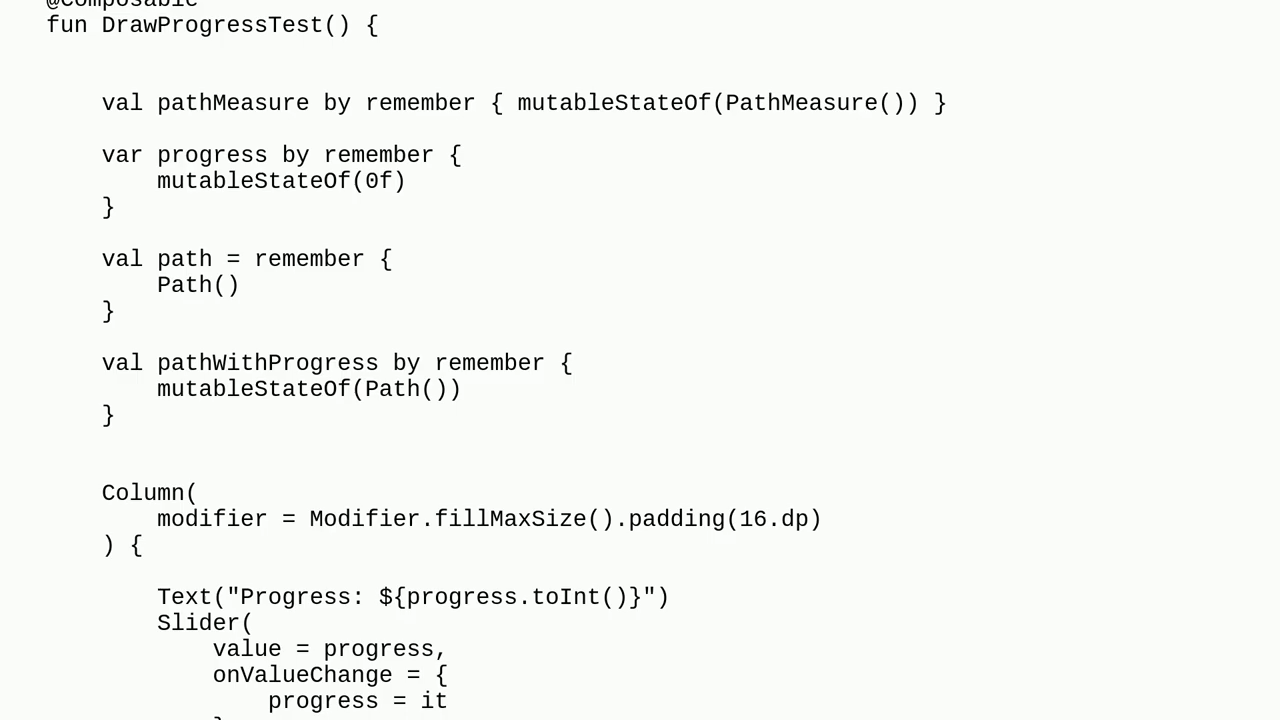 @Composable
fun DrawProgressTest() {
val pathMeasure by remember { mutableStateOf(PathMeasure()) }
var progress by remember {
mutableStateOf(0f)
}
val path = remember {
Path()
}
val pathWithProgress by remember {
mutableStateOf(Path())
}
Column(
modifier = Modifier.fillMaxSize().padding(16.dp)
) {
Text("Progress: ${progress.toInt()}")
Slider(
value = progress,
onValueChange = {
progress = it
}